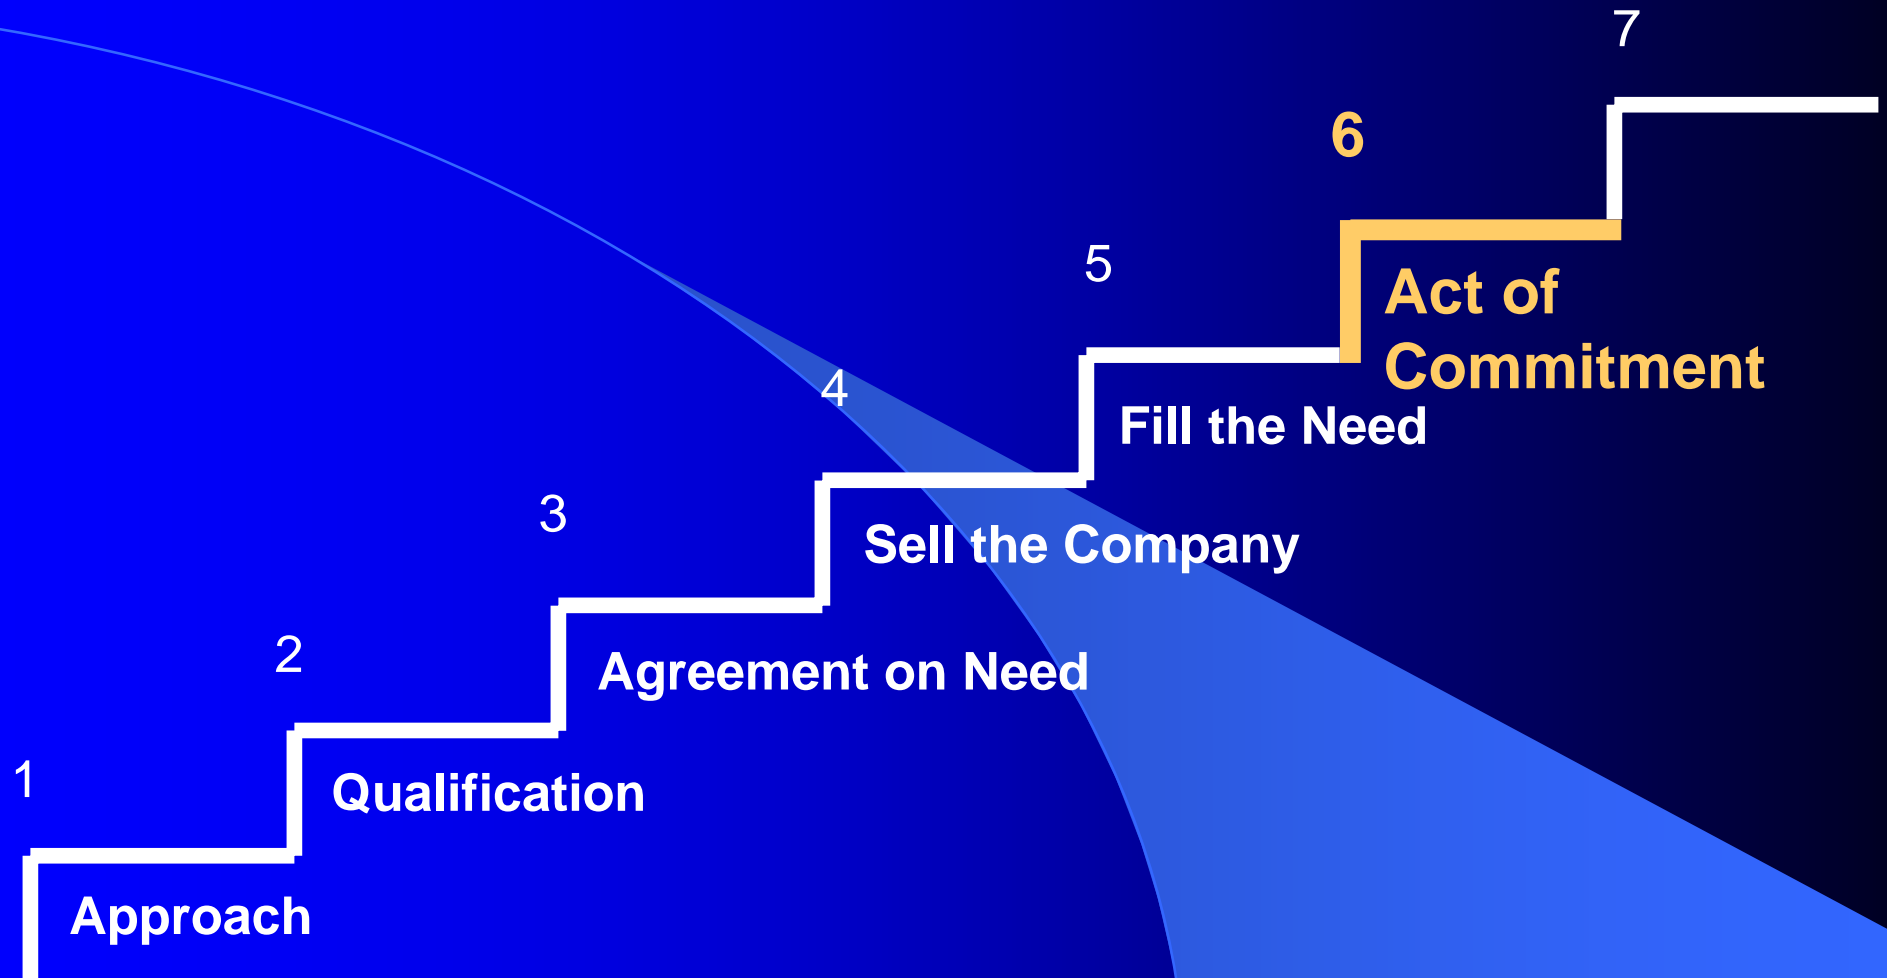 7
6
Act of
Commitment
5
Fill the Need
4
Sell the Company
3
Agreement on Need
2
Qualification
1
Approach